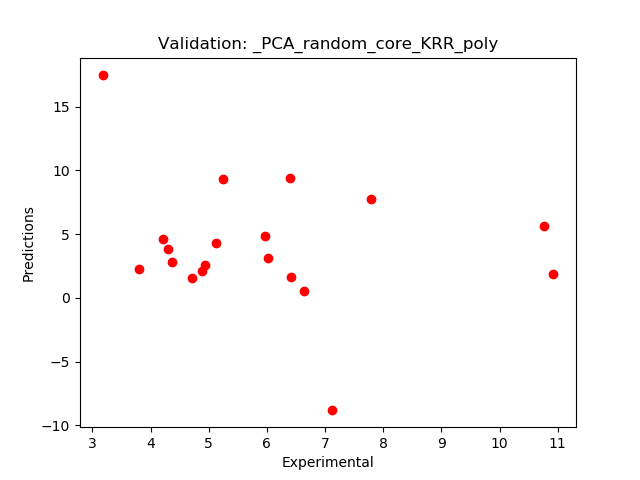 Validation: _PCA_random_core_KRR_poly
Predictions
15
10
5
0
−5
−10
3 4 5 6 7 8 9 10 11
Experimental